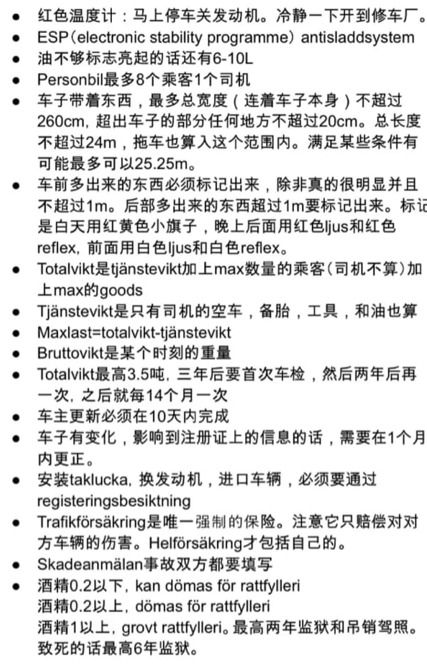 ● 红色温度计：马上停车关发动机。冷静一下开到修车厂。
● ESP（electronic stability programme）antisladdsystem
● 油不够标志亮起的话还有6-10L
● Personbil最多8个乘客1个司机
● 车子带着东西，最多总宽度（连着车子本身）不超过
260cm, 超出车子的部分任何地方不超过20cm。总长度
不超过24m，拖车也算入这个范围内。满足某些条件有
可能最多可以25.25m。
● 车前多出来的东西必须标记出来，除非真的很明显并且
不超过1m。后部多出来的东西超过1m要标记出来。标记
是白天用红黄色小旗子，晚上后面用红色ljus和红色
reflex, 前面用白色ljus和白色reflex。
● Totalvikt是tjänstevikt加上max数量的乘客(司机不算)加
上max的goods
● Tjänstevikt是只有司机的空车，备胎，工具，和油也算
● Maxlast=totalvikt-tjänstevikt
● Bruttovikt是某个时刻的重量
● Totalvikt最高3.5吨, 三年后要首次车检，然后两年后再
一次, 之后就每14个月一次
● 车主更新必须在10天内完成
● 车子有变化，影响到注册证上的信息的话，需要在1个月
内更正。
● 安装taklucka, 换发动机，进口车辆，必须要通过
registeringsbesiktning
● Trafikförsäkring是唯一强制的保险。注意它只赔偿对对
方车辆的伤害。Helförsäkring才包括自己的。
● Skadeanmälan事故双方都要填写
● 酒精0.2以下, kan dömas för rattfylleri
酒精0.2以上, dömas för rattfylleri
酒精1以上, grovt rattfylleri。最高两年监狱和吊销驾照。
致死的话最高6年监狱。